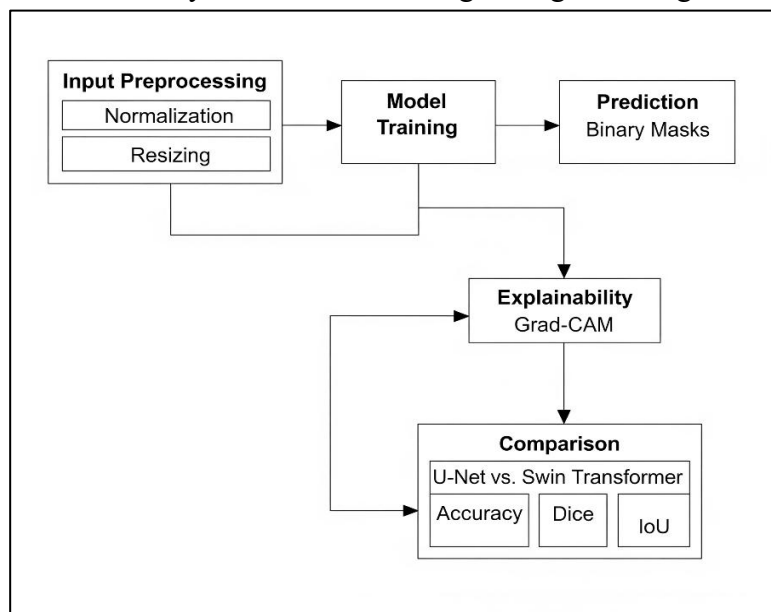 Input Preprocessing
Normalization
Resizing
Model
Training
Prediction
Binary Masks
Explainability
Grad-CAM
Comparison
U-Net vs. Swin Transformer
Accuracy
Dice
IoU